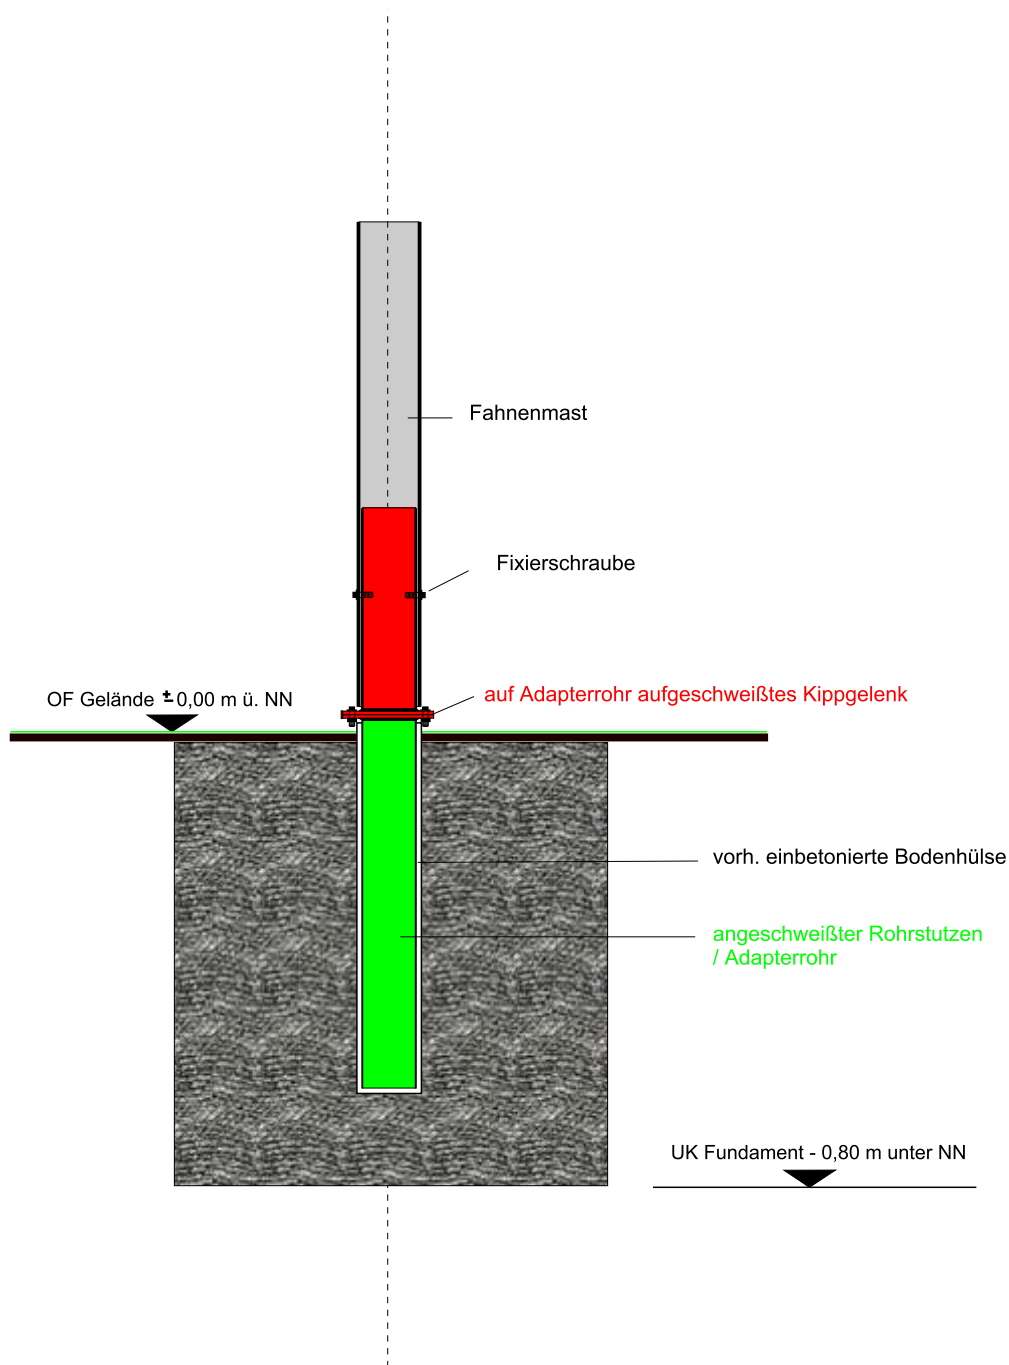 Fahnenmast
Fixierschraube
OF Gelände ± 0,00 m ü. NN
auf Adapterrohr aufgeschweißtes Kippgelenk
vorh. einbetonierte Bodenhülse
angeschweißter Rohrstutzen
/ Adapterrohr
UK Fundament - 0,80 m unter NN